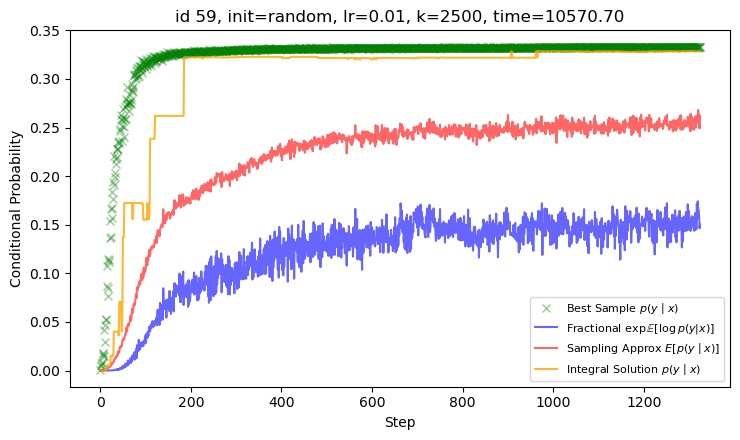 id 59, init=random, lr=0.01, k=2500, time=10570.70
Conditional Probability
0.35
0.30
0.25
0.20
0.15
0.10
0.05
0.00
Best Sample p(y | x)
Fractional exp𝔼[log p(y|x)]
Sampling Approx E[p(y | x)]
Integral Solution p(y | x)
0 200 400 600 800 1000 1200
Step